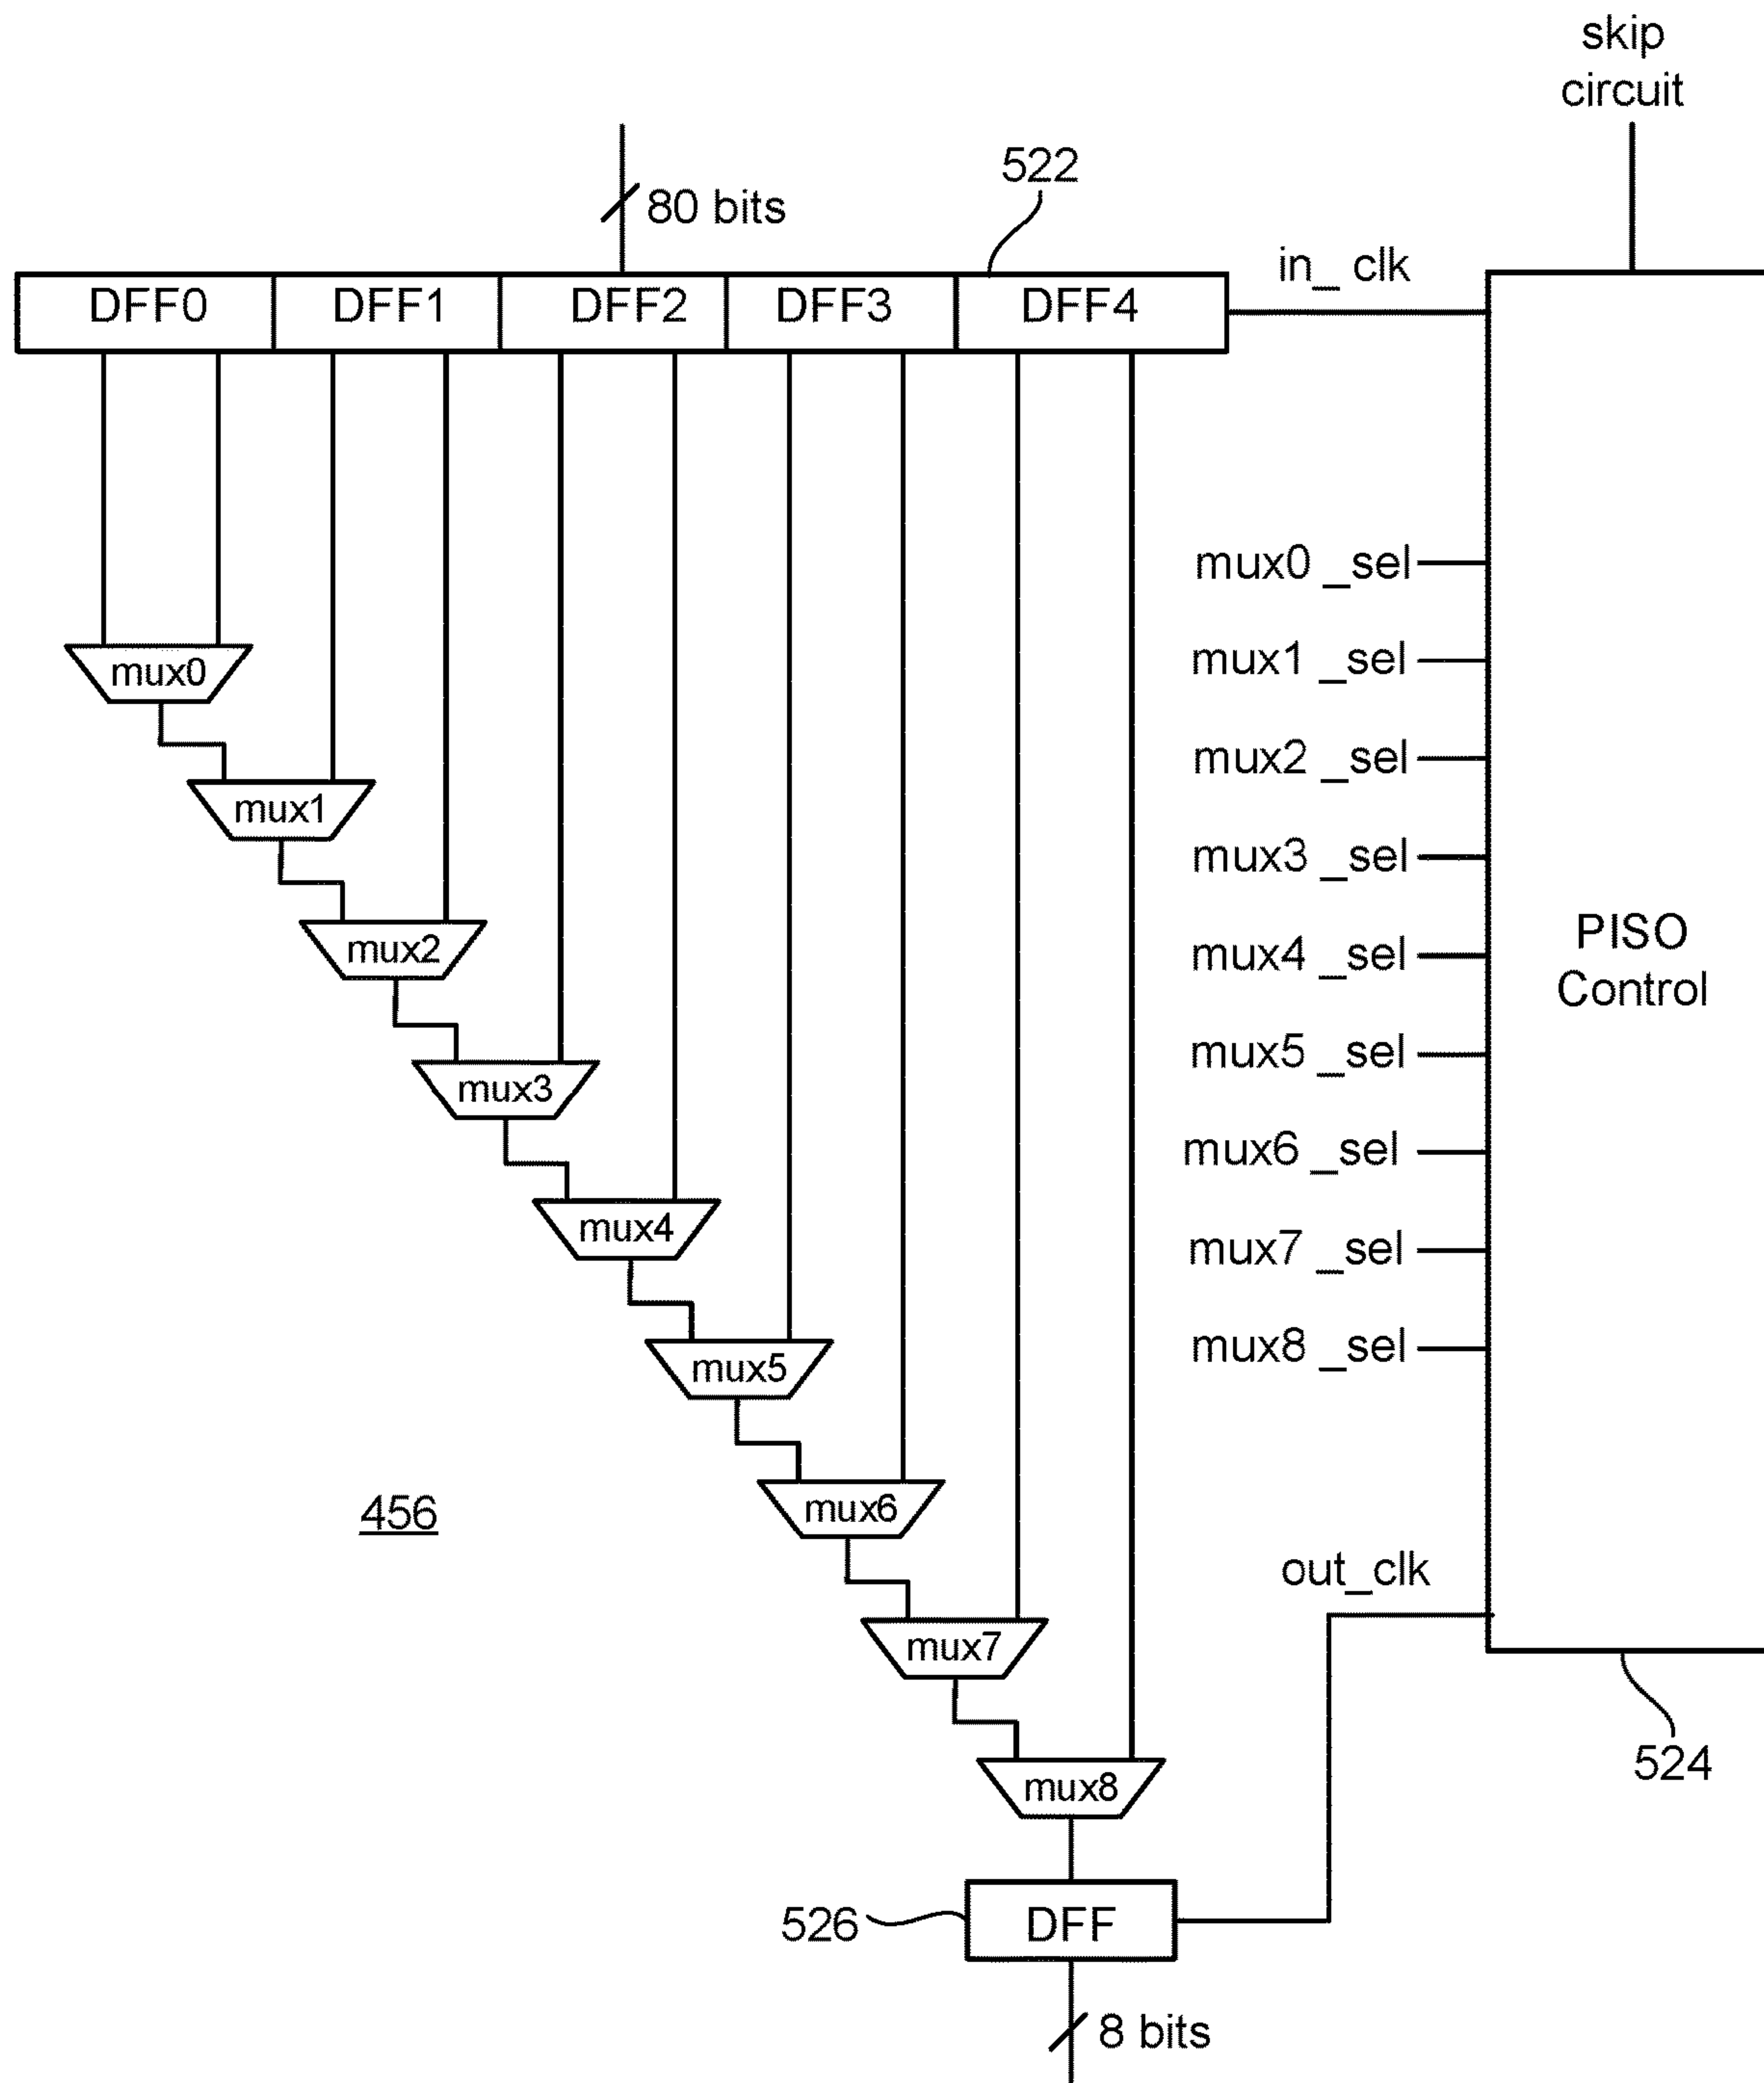 skip
circuit
522
80 bits
in_ clk
DFF0 DFF1 DFF2 DFF3 DFF4
mux0 _sel
mux1 _sel
mux0
mux2 _sel
mux1
mux3 _sel
mux2
mux4 _sel
PISO
Control
mux5 _sel
mux3
mux6 _sel
mux4
mux7 _sel
mux8 _sel
mux5
mux6
456
out_clk
mux7
524
mux8
526
DFF
8 bits